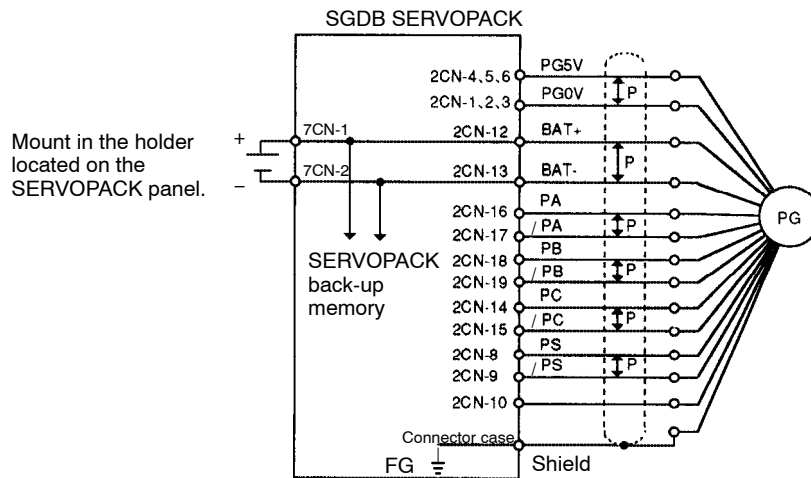 SGDB SERVOPACK
2CN-4、5、6 PG5V
P
2CN-1、2、3 PG0V
Mount in the holder
located on the
SERVOPACK panel.
+ 7CN-1 2CN-12 BAT+
P
− 7CN-2 2CN-13 BAT-
2CN-16 PA
P
2CN-17 /PA
PG
2CN-18 PB
P
2CN-19 /PB
SERVOPACK
back-up
memory
2CN-14 PC
P
2CN-15 /PC
2CN-8 PS
P
2CN-9 /PS
2CN-10
Connector case
FG Shield